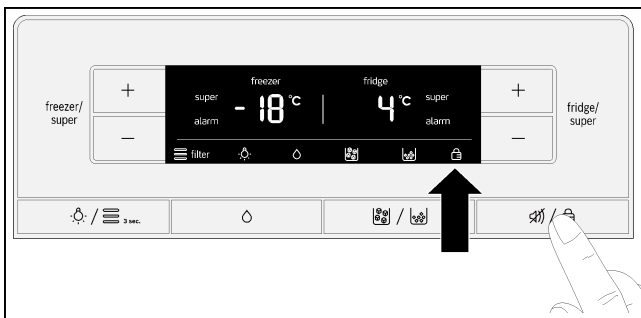 freezer/
super
+
−
freezer
super
alarm
- 18 °C
fridge
4 °C
super
alarm
filter
+
−
fridge/
super
/ 3 sec.
/
/